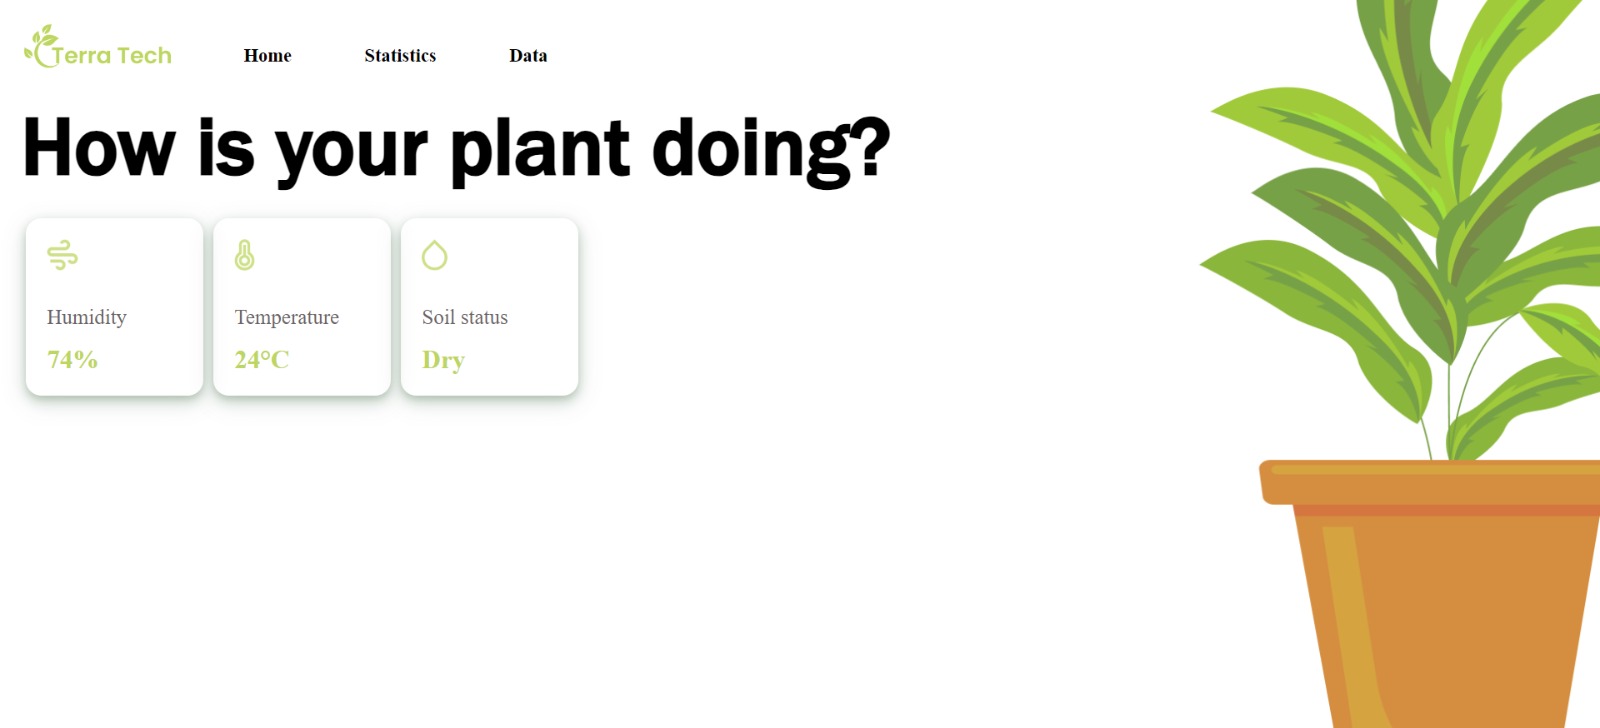 Terra Tech
Home Statistics Data
How is your plant doing?
Humidity
74%
Temperature
24°C
Soil status
Dry